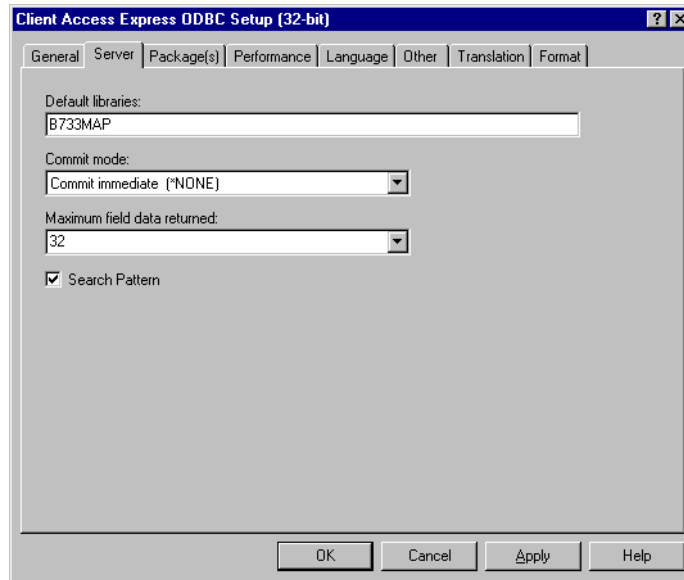 Client Access Express ODBC Setup (32-bit)
General Server Package(s) Performance Language Other Translation Format
Default libraries:
B733MAP
Commit mode:
Commit immediate (*NONE)
Maximum field data returned:
32
Search Pattern
OK Cancel Apply Help